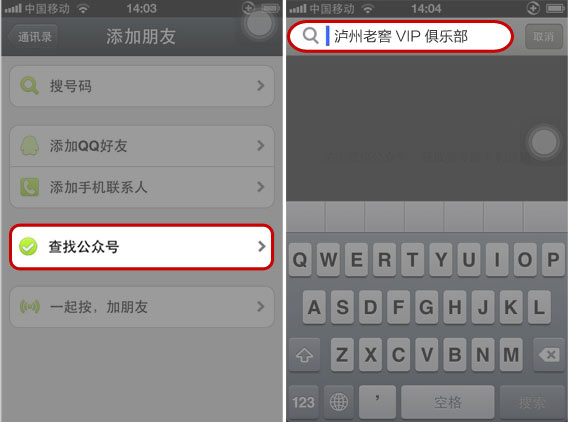 中国移动 14:03
通讯录 添加朋友
搜号码
添加QQ好友
添加手机联系人
查找公众号
一起按，加朋友
中国移动 14:04
泸州老窖 VIP 俱乐部 取消
Q W E R T Y U I O P
A S D F G H J K L
Z X C V B N M
123 ， 空格 搜索